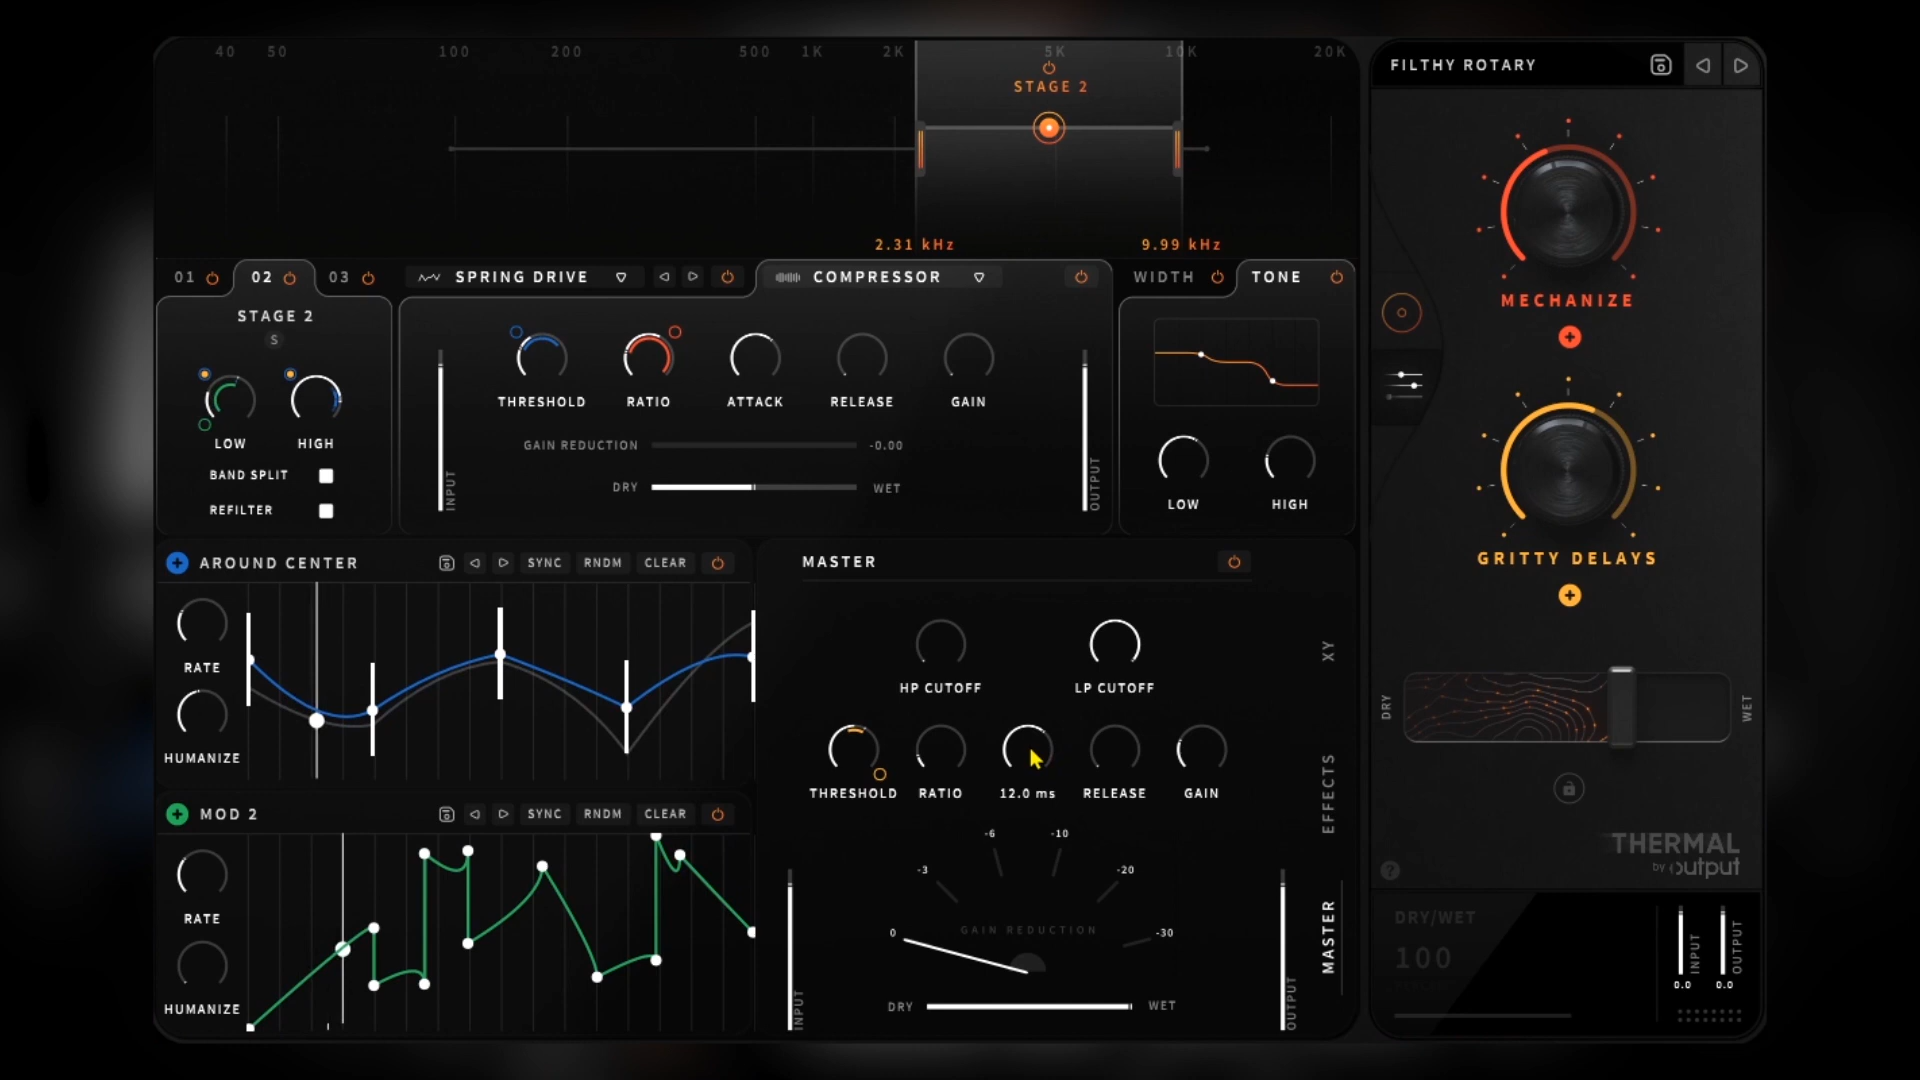 40 50 100 200 500 1K 2K 5K 10K 20K
STAGE 2
2.31 kHz 9.99 kHz
FILTHY ROTARY
01 02 03
SPRING DRIVE
COMPRESSOR
WIDTH TONE
STAGE 2
S
LOW HIGH
BAND SPLIT
REFILTER
THRESHOLD RATIO ATTACK RELEASE GAIN
GAIN REDUCTION -0.00
DRY WET
INPUT
OUTPUT
LOW HIGH
MECHANIZE
GRITTY DELAYS
DRY WET
AROUND CENTER SYNC RNDM CLEAR
RATE
HUMANIZE
MOD 2 SYNC RNDM CLEAR
RATE
HUMANIZE
MASTER
HP CUTOFF LP CUTOFF
THRESHOLD RATIO 12.0 ms RELEASE GAIN
-6 -10
-3 -20
0 -30
GAIN REDUCTION
DRY WET
INPUT
OUTPUT
XY
EFFECTS
MASTER
THERMAL
by output
?
DRY/WET
100
INPUT OUTPUT
0.0 0.0